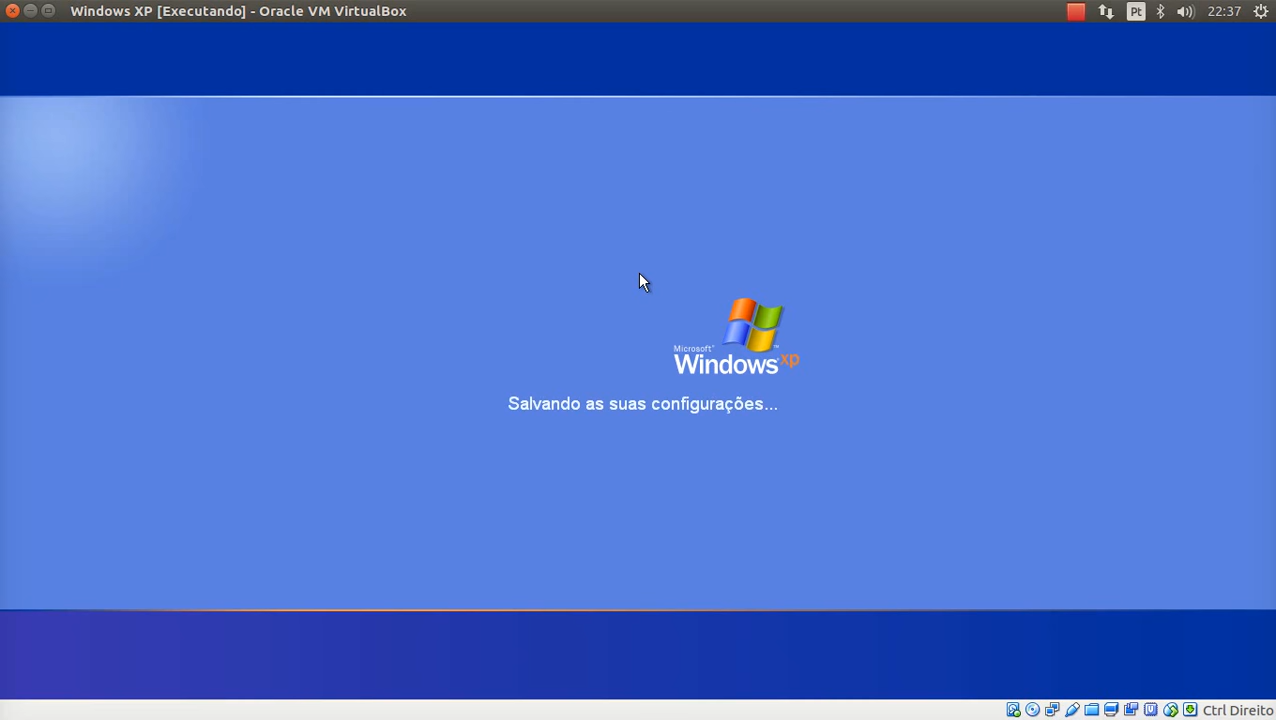 Windows XP [Executando] - Oracle VM VirtualBox
Pt
22:37
Microsoft
Windows xp
Salvando as suas configurações...
Ctrl Direito